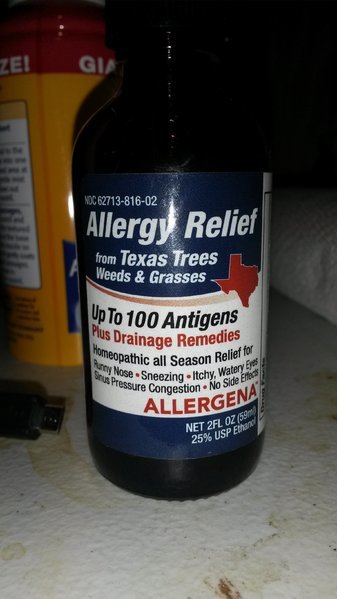 ZE!
GIA
NDC 62713-816-02
Allergy Relief
from Texas Trees
Weeds & Grasses
Up To 100 Antigens
Plus Drainage Remedies
Homeopathic all Season Relief for
Runny Nose • Sneezing • Itchy, Watery Eyes
Sinus Pressure Congestion • No Side Effects
ALLERGENA
NET 2FL OZ (59ml)
25% USP Ethanol